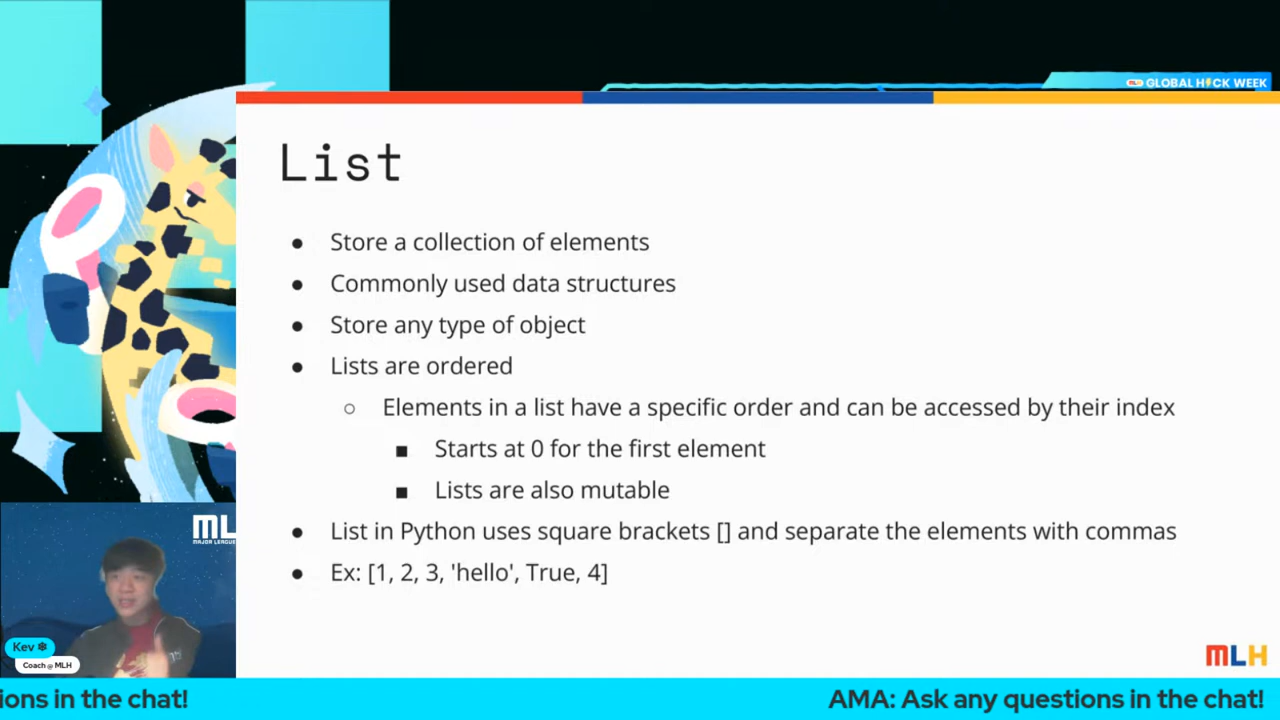 GLOBAL HACK WEEK
List
Store a collection of elements
Commonly used data structures
Store any type of object
Lists are ordered
Elements in a list have a specific order and can be accessed by their index
Starts at 0 for the first element
Lists are also mutable
List in Python uses square brackets [] and separate the elements with commas
Ex: [1, 2, 3, 'hello', True, 4]
ML
MAJOR LEAGUE
Kev
Coach @ MLH
MLH
ions in the chat!
AMA: Ask any questions in the chat!